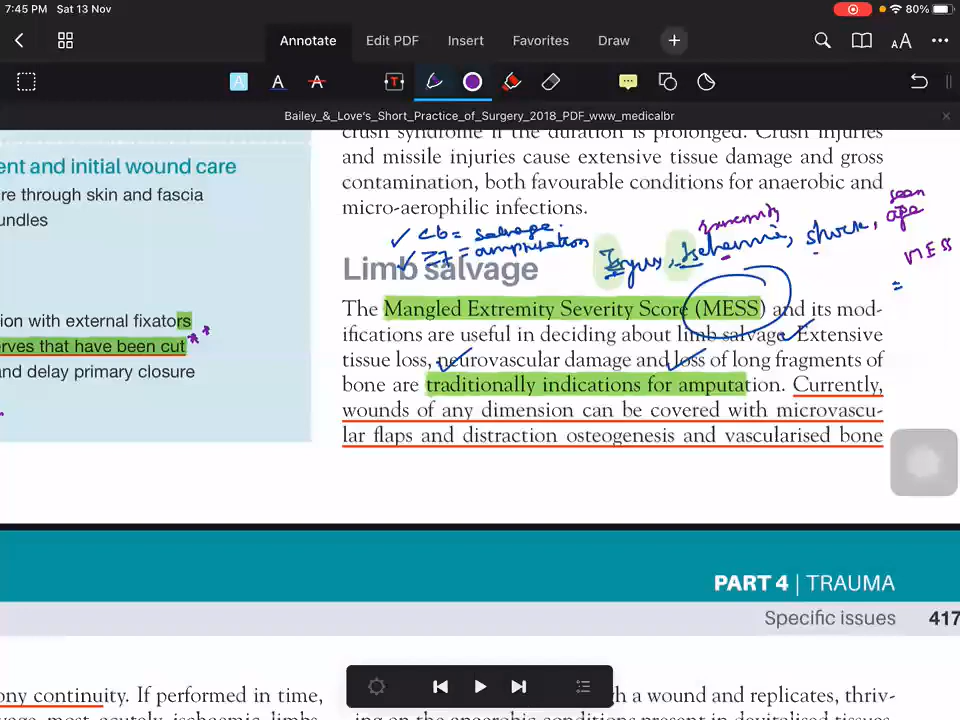 7:45 PM Sat 13 Nov
80%
Annotate Edit PDF Insert Favorites Draw
Bailey_&_Love's_Short_Practice_of_Surgery_2018_PDF_www_medicalbr
ent and initial wound care
re through skin and fascia
undles
ion with external fixators
erves that have been cut
and delay primary closure
crush syndrome if the duration is prolonged. Crush injuries
and missile injuries cause extensive tissue damage and gross
contamination, both favourable conditions for anaerobic and
micro-aerophilic infections.
= salvage.
= amputation
Ischaemia, shock,
age
MESS
=
Limb salvage
The Mangled Extremity Severity Score (MESS) and its mod-
ifications are useful in deciding about limb salvage. Extensive
tissue loss, neurovascular damage and loss of long fragments of
bone are traditionally indications for amputation. Currently,
wounds of any dimension can be covered with microvascu-
lar flaps and distraction osteogenesis and vascularised bone
PART 4 | TRAUMA
Specific issues 417
ony continuity. If performed in time,
h a wound and replicates, thriv-